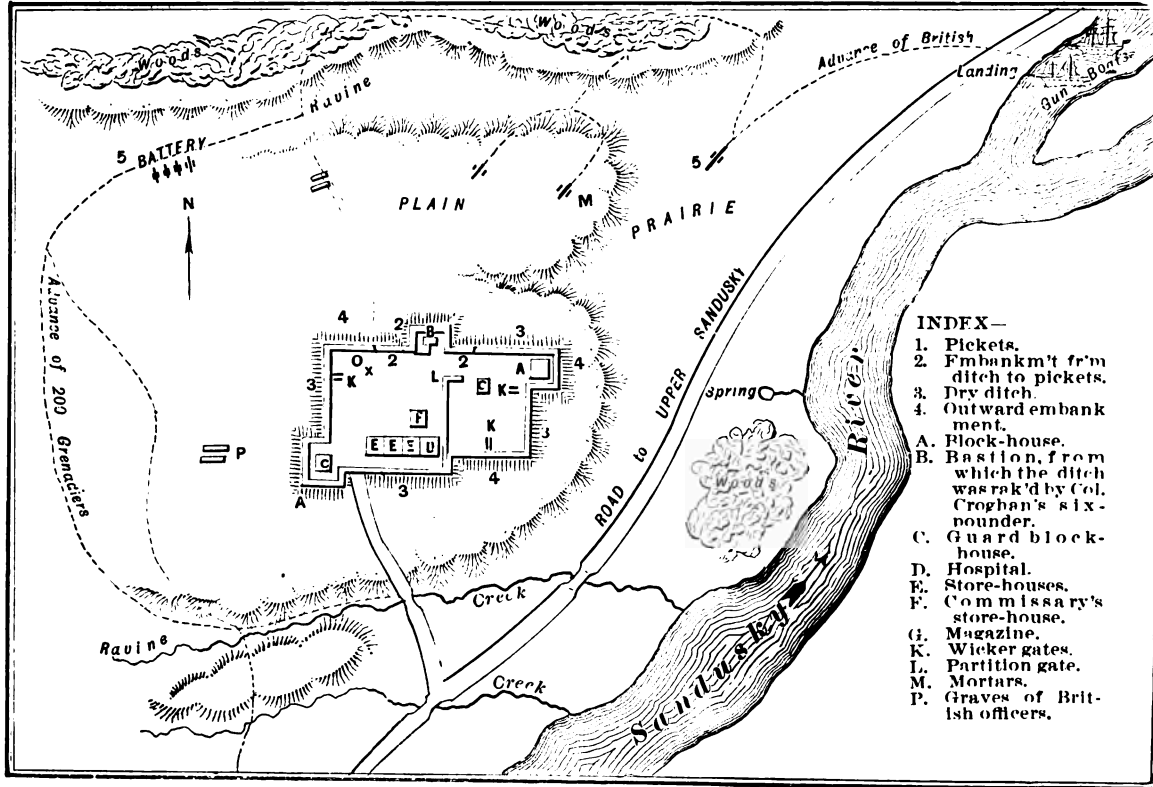 Woods
Woods
Advance of British
Landing
Gun Boats
Ravine
5 BATTERY
5
N
PLAIN
M
PRAIRIE
Advance of 200 Grenaciers
4
2
B
3
O
2
2
A
4
3
K
x
L
C
K
F
K
3
E E E D
P
C
3
4
A
ROAD to UPPER SANDUSKY
Spring
Woods
River
Creek
Ravine
Creek
Sandusky
INDEX—
1. Pickets.
2. Embankm't fr'm
ditch to pickets.
3. Dry ditch.
4. Outward embank
ment.
A. Block-house.
B. Bastion, from
which the ditch
was rak'd by Col.
Croghan's six-
pounder.
C. Guard block-
house.
D. Hospital.
E. Store-houses.
F. Commissary's
store-house.
G. Magazine.
K. Wicker gates.
L. Partition gate.
M. Mortars.
P. Graves of Brit-
ish officers.